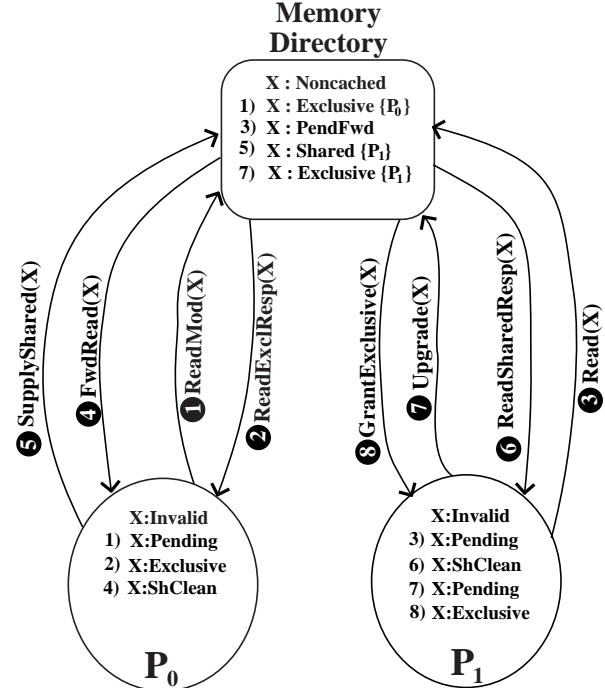 Memory
Directory
X : Noncached
1) X : Exclusive {P0}
3) X : PendFwd
5) X : Shared {P1}
7) X : Exclusive {P1}
5 SupplyShared(X)
4 FwdRead(X)
1 ReadMod(X)
2 ReadExclResp(X)
8 GrantExclusive(X)
7 Upgrade(X)
6 ReadSharedResp(X)
3 Read(X)
X:Invalid
1) X:Pending
2) X:Exclusive
4) X:ShClean
P0
X:Invalid
3) X:Pending
6) X:ShClean
7) X:Pending
8) X:Exclusive
P1